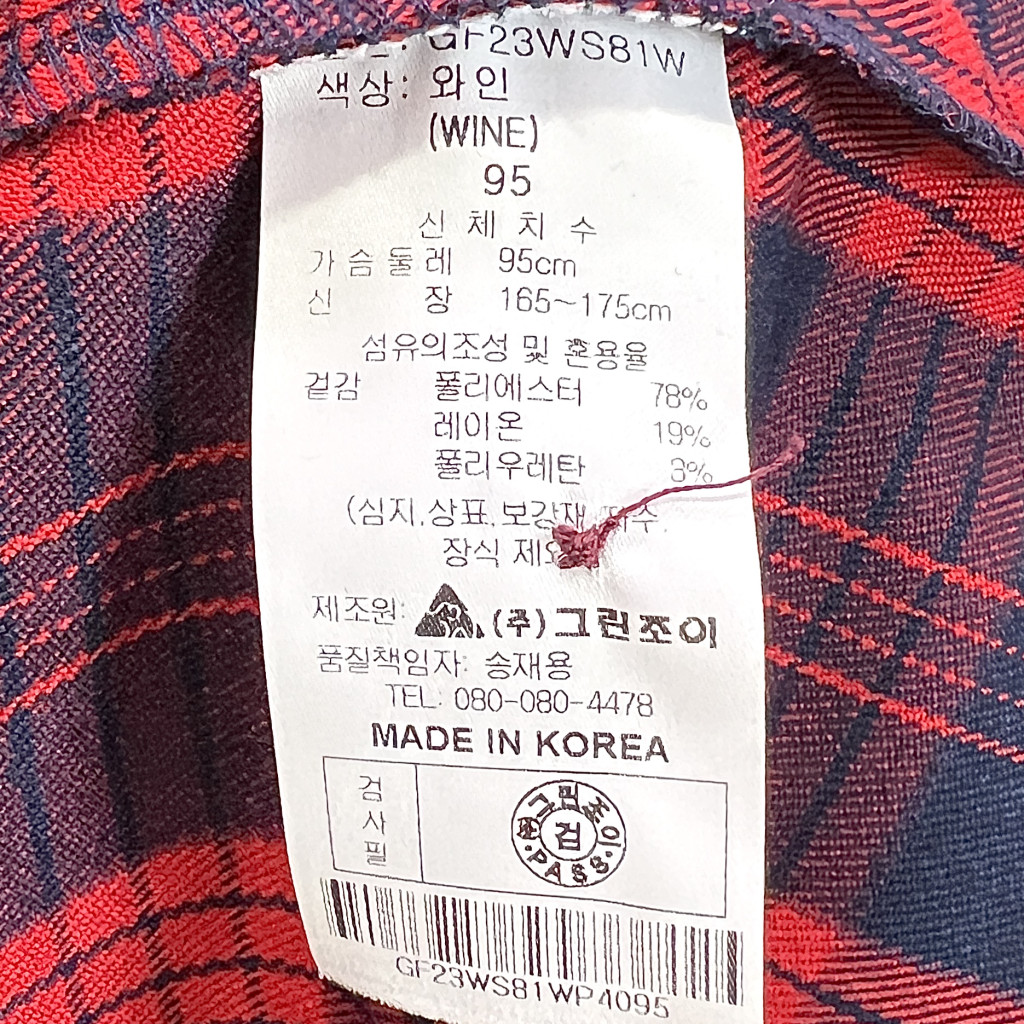 GF23WS81W
색상: 와인
(WINE)
95
신체치수
가슴둘레 95cm
신 장 165~175cm
섬유의조성 및 혼용율
겉감 폴리에스터 78%
레이온 19%
폴리우레탄 3%
(심지,상표,보강재
장식
제조원: (주)그린조이
품질책임자: 송재용
TEL: 080-080-4478
MADE IN KOREA
검사필
그린조이
검
PASS
GF23WS81WP4095